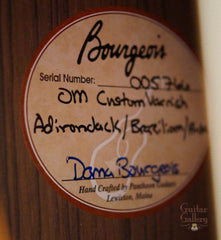 Bourgeois
Serial Number:
OM Custom Varnish
Adirondack/
Dana Bourgeois
Hand Crafted by Pantheon Guitars
Lewiston, Maine
Guitar
Gallery